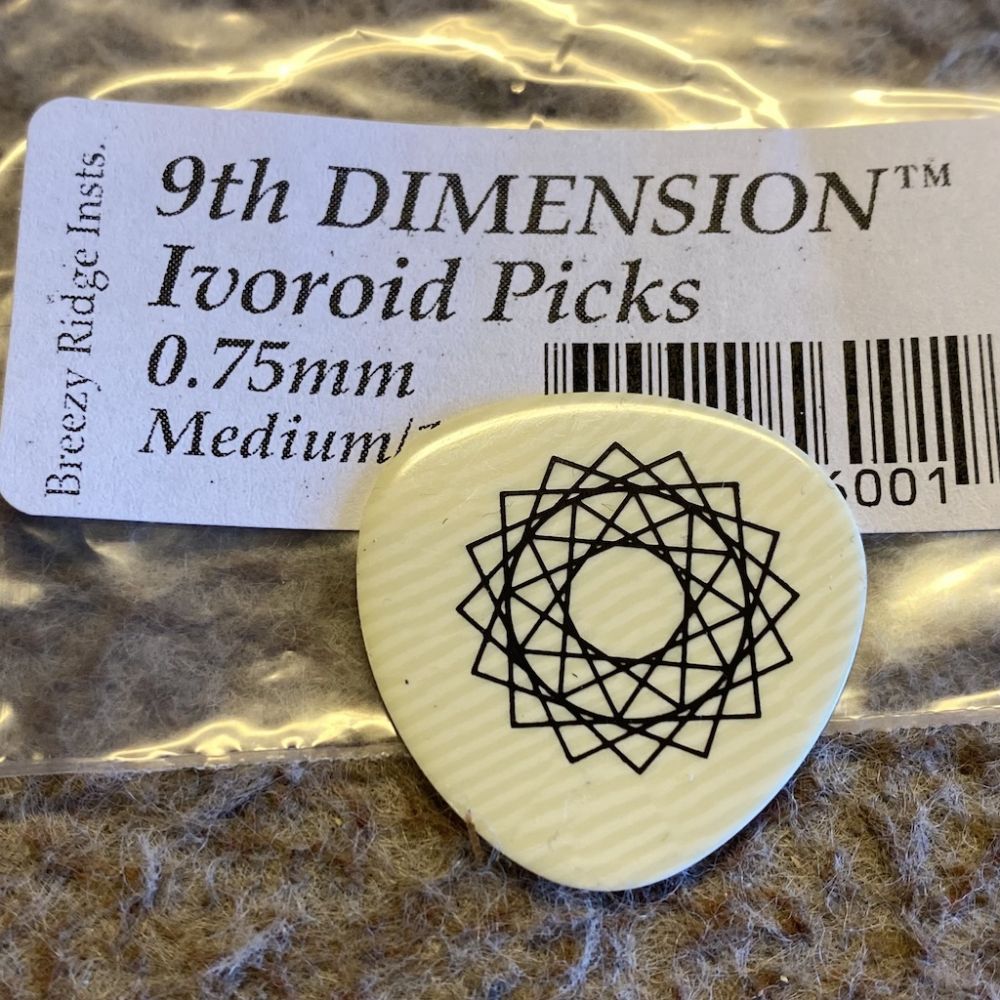 Breezy Ridge Insts.
9th DIMENSION™
Ivoroid Picks
0.75mm
Medium/
6001